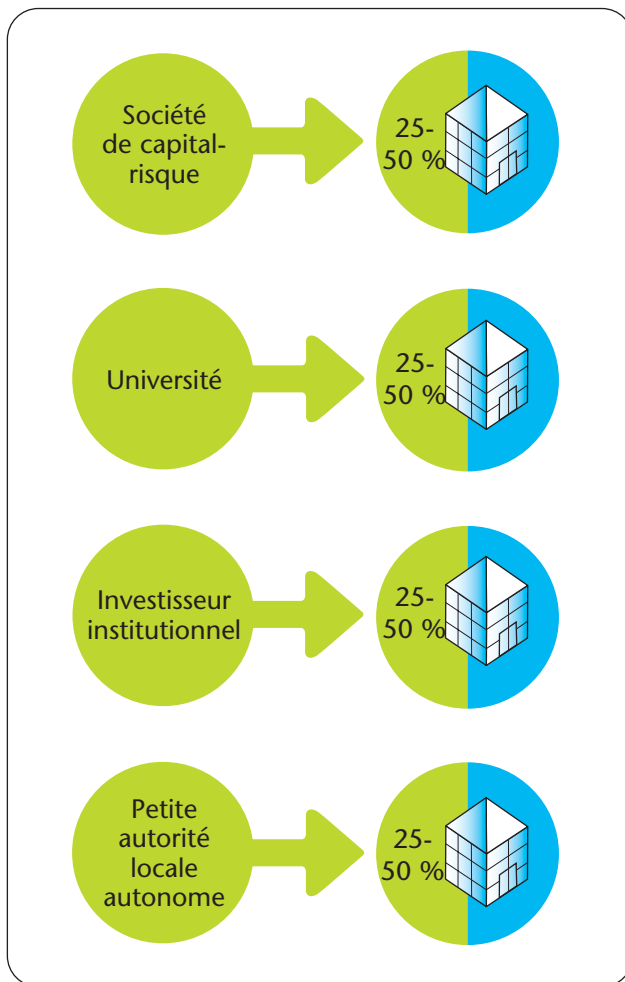 Société
de capital-
risque
25-
50 %
Université
25-
50 %
Investisseur
institutionnel
25-
50 %
Petite
autorité
locale
autonome
25-
50 %